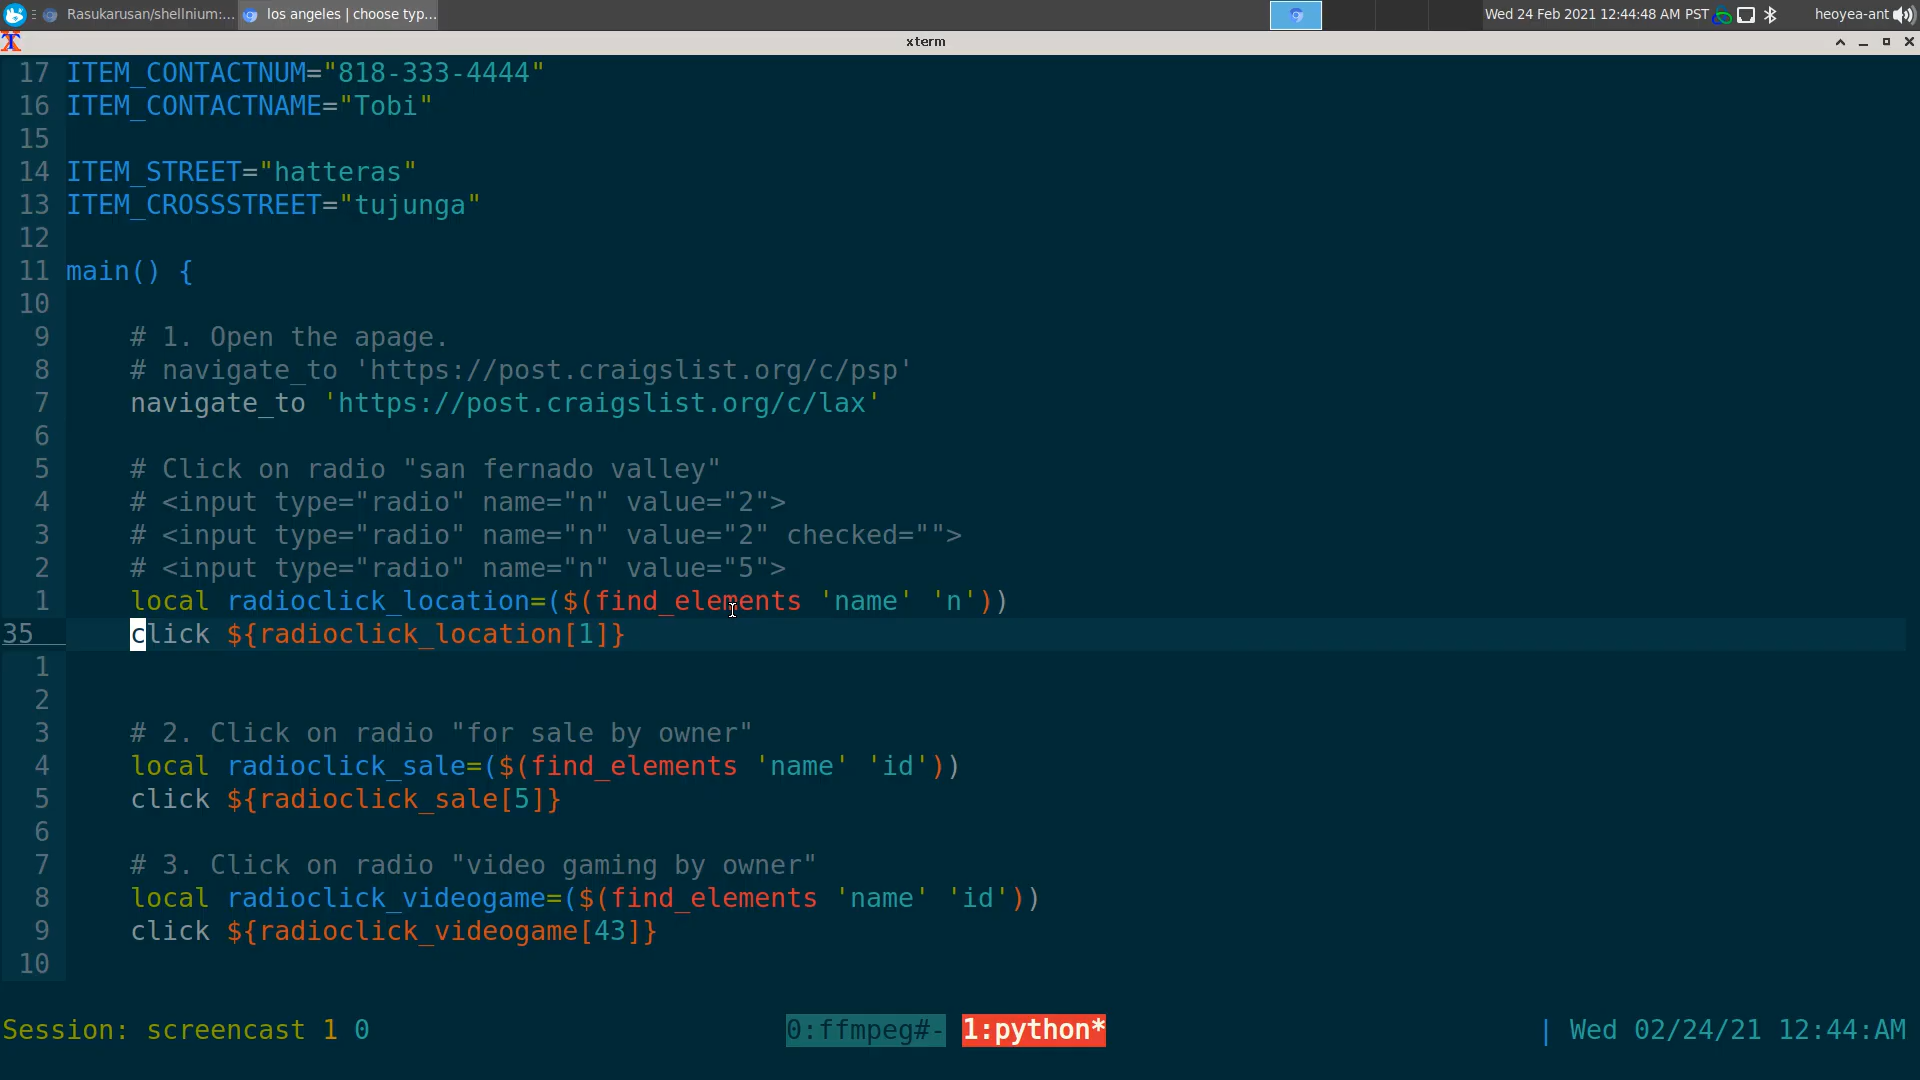 Rasukarusan/shellnium:...
los angeles | choose typ...
Wed 24 Feb 2021 12:44:48 AM PST
heoyea-ant
xterm
17 ITEM_CONTACTNUM="818-333-4444"
16 ITEM_CONTACTNAME="Tobi"
15
14 ITEM_STREET="hatteras"
13 ITEM_CROSSSTREET="tujunga"
12
11 main() {
10
9 # 1. Open the apage.
8 # navigate_to 'https://post.craigslist.org/c/psp'
7 navigate_to 'https://post.craigslist.org/c/lax'
6
5 # Click on radio "san fernado valley"
4 # <input type="radio" name="n" value="2">
3 # <input type="radio" name="n" value="2" checked="">
2 # <input type="radio" name="n" value="5">
1 local radioclick_location=($(find_elements 'name' 'n'))
35 click ${radioclick_location[1]}
1
2
3 # 2. Click on radio "for sale by owner"
4 local radioclick_sale=($(find_elements 'name' 'id'))
5 click ${radioclick_sale[5]}
6
7 # 3. Click on radio "video gaming by owner"
8 local radioclick_videogame=($(find_elements 'name' 'id'))
9 click ${radioclick_videogame[43]}
10
Session: screencast 1 0
0:ffmpeg#- 1:python*
| Wed 02/24/21 12:44:AM